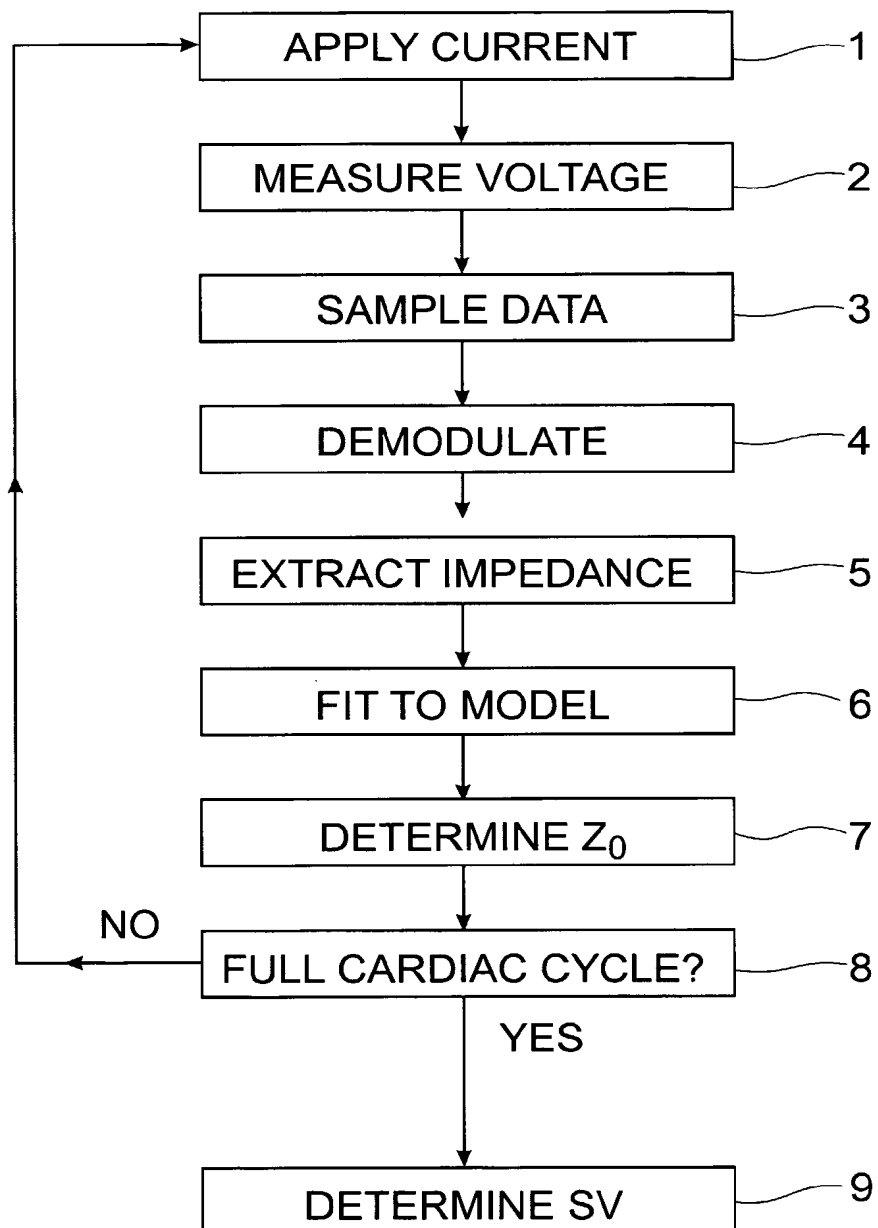 APPLY CURRENT 1
MEASURE VOLTAGE 2
SAMPLE DATA 3
DEMODULATE 4
EXTRACT IMPEDANCE 5
FIT TO MODEL 6
DETERMINE Z0 7
NO
FULL CARDIAC CYCLE? 8
YES
DETERMINE SV 9